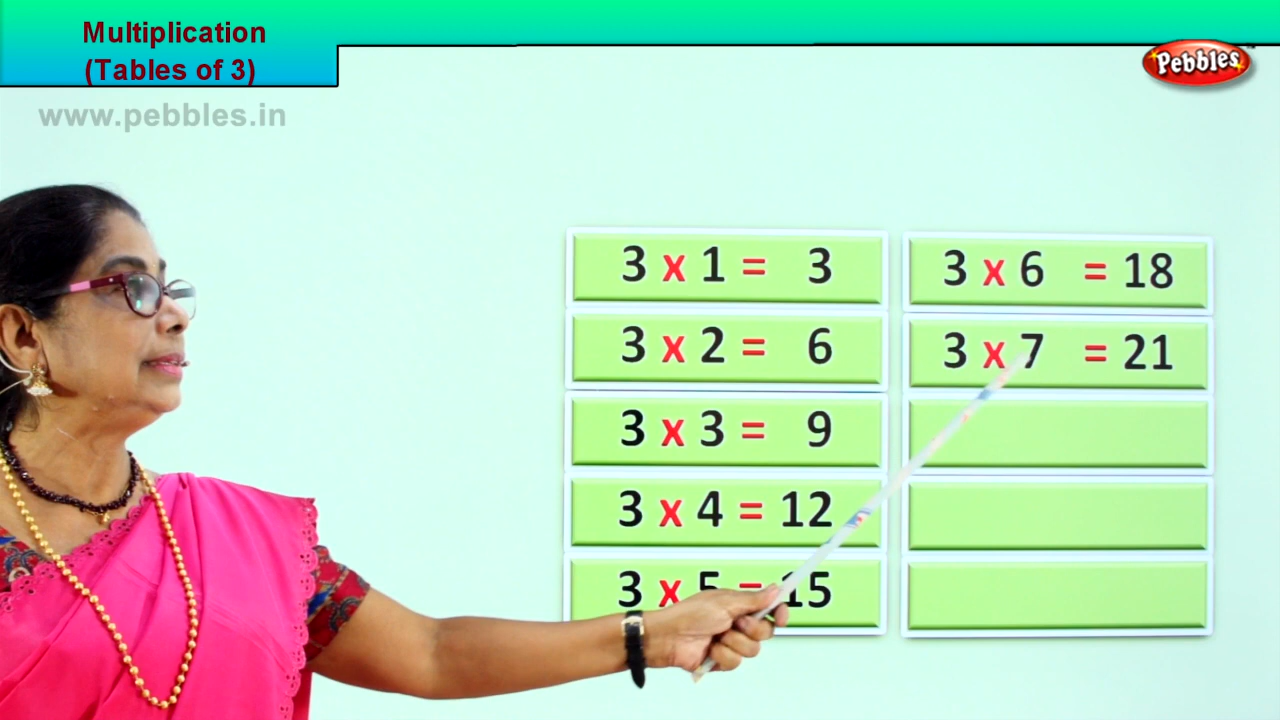 Multiplication
(Tables of 3)
Pebbles
www.pebbles.in
3 x 1 = 3
3 x 2 = 6
3 x 3 = 9
3 x 4 = 12
3 x 5 = 15
3 x 6 = 18
3 x 7 = 21